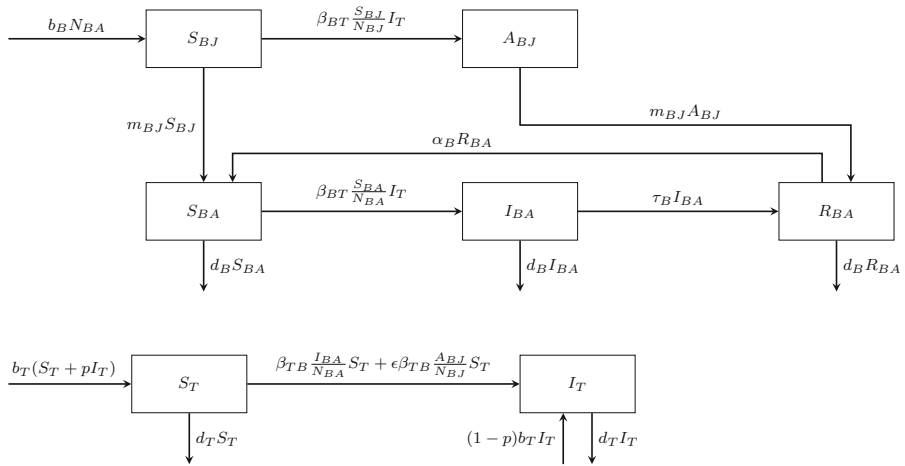 b_B N_{BA}
S_{BJ}
β_{BT} \frac{S_{BJ}}{N_{BJ}} I_T
A_{BJ}
m_{BJ} S_{BJ}
m_{BJ} A_{BJ}
α_B R_{BA}
S_{BA}
β_{BT} \frac{S_{BA}}{N_{BA}} I_T
I_{BA}
τ_B I_{BA}
R_{BA}
d_B S_{BA}
d_B I_{BA}
d_B R_{BA}
b_T(S_T + pI_T)
S_T
β_{TB} \frac{I_{BA}}{N_{BA}} S_T + ϵβ_{TB} \frac{A_{BJ}}{N_{BJ}} S_T
I_T
d_T S_T
(1 − p)b_T I_T
d_T I_T